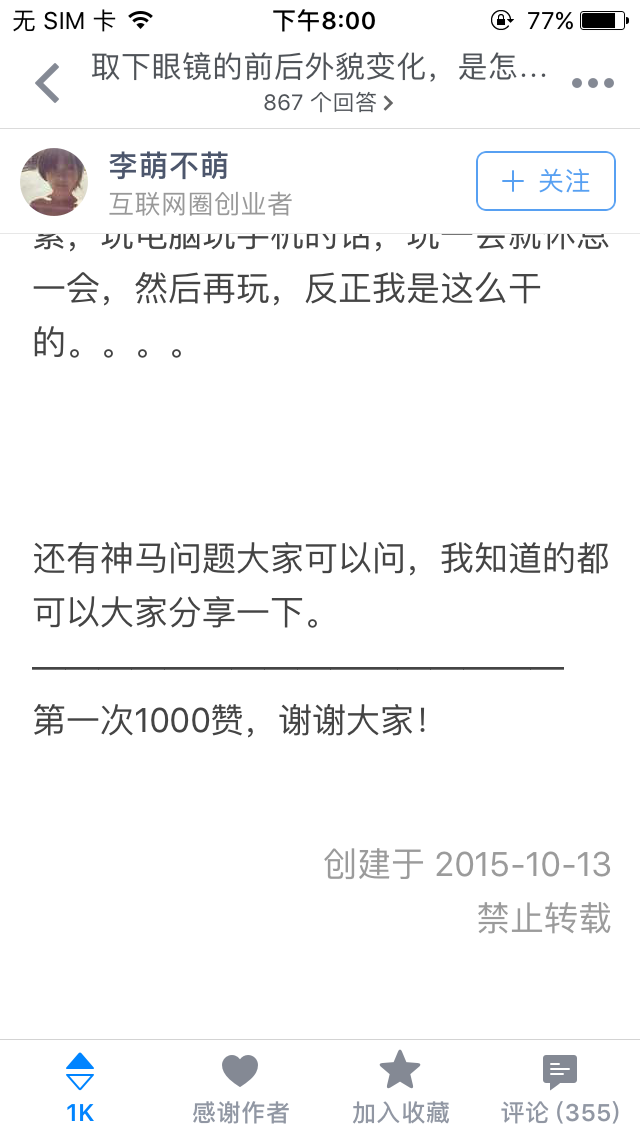 无 SIM 卡 下午8:00 77%
取下眼镜的前后外貌变化，是怎…
867 个回答
李萌不萌
互联网圈创业者
＋ 关注
累，玩电脑玩手机的话，玩一会就休息
一会，然后再玩，反正我是这么干
的。。。。
还有神马问题大家可以问，我知道的都
可以大家分享一下。
————————————————
第一次1000赞，谢谢大家！
创建于 2015-10-13
禁止转载
1K 感谢作者 加入收藏 评论 (355)